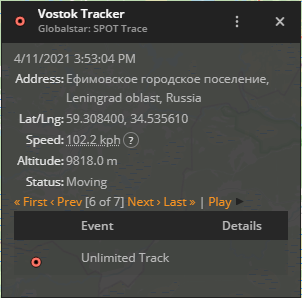 Vostok Tracker
Globalstar: SPOT Trace
4/11/2021 3:53:04 PM
Address: Ефимовское городское поселение,
Leningrad oblast, Russia
Lat/Lng: 59.308400, 34.535610
Speed: 102.2 kph ?
Altitude: 9818.0 m
Status: Moving
« First ‹ Prev [6 of 7] Next › Last » | Play
Event Details
Unlimited Track